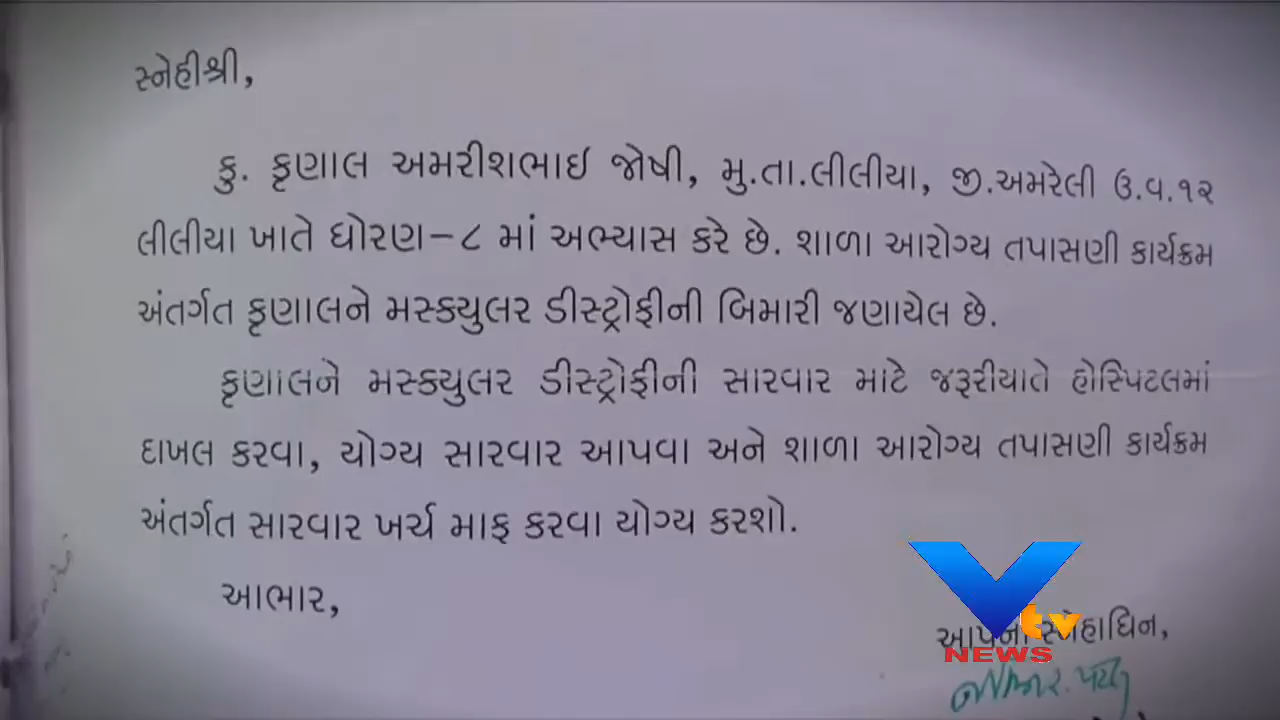 સ્નેહીશ્રી,
કુ. કૃણાલ અમરીશભાઇ જોષી, મુ.તા.લીલીયા, જી.અમરેલી ઉ.વ.૧૨
લીલીયા ખાતે ધોરણ-૮ માં અભ્યાસ કરે છે. શાળા આરોગ્ય તપાસણી કાર્યક્રમ
અંતર્ગત કૃણાલને મસ્ક્યુલર ડીસ્ટ્રોફીની બિમારી જણાયેલ છે.
કૃણાલને મસ્ક્યુલર ડીસ્ટ્રોફીની સારવાર માટે જરૂરીયાતે હોસ્પિટલમાં
દાખલ કરવા, યોગ્ય સારવાર આપવા અને શાળા આરોગ્ય તપાસણી કાર્યક્રમ
અંતર્ગત સારવાર ખર્ચ માફ કરવા યોગ્ય કરશો.
આભાર,
આપનો સ્નેહાધિન,
Vtv
NEWS